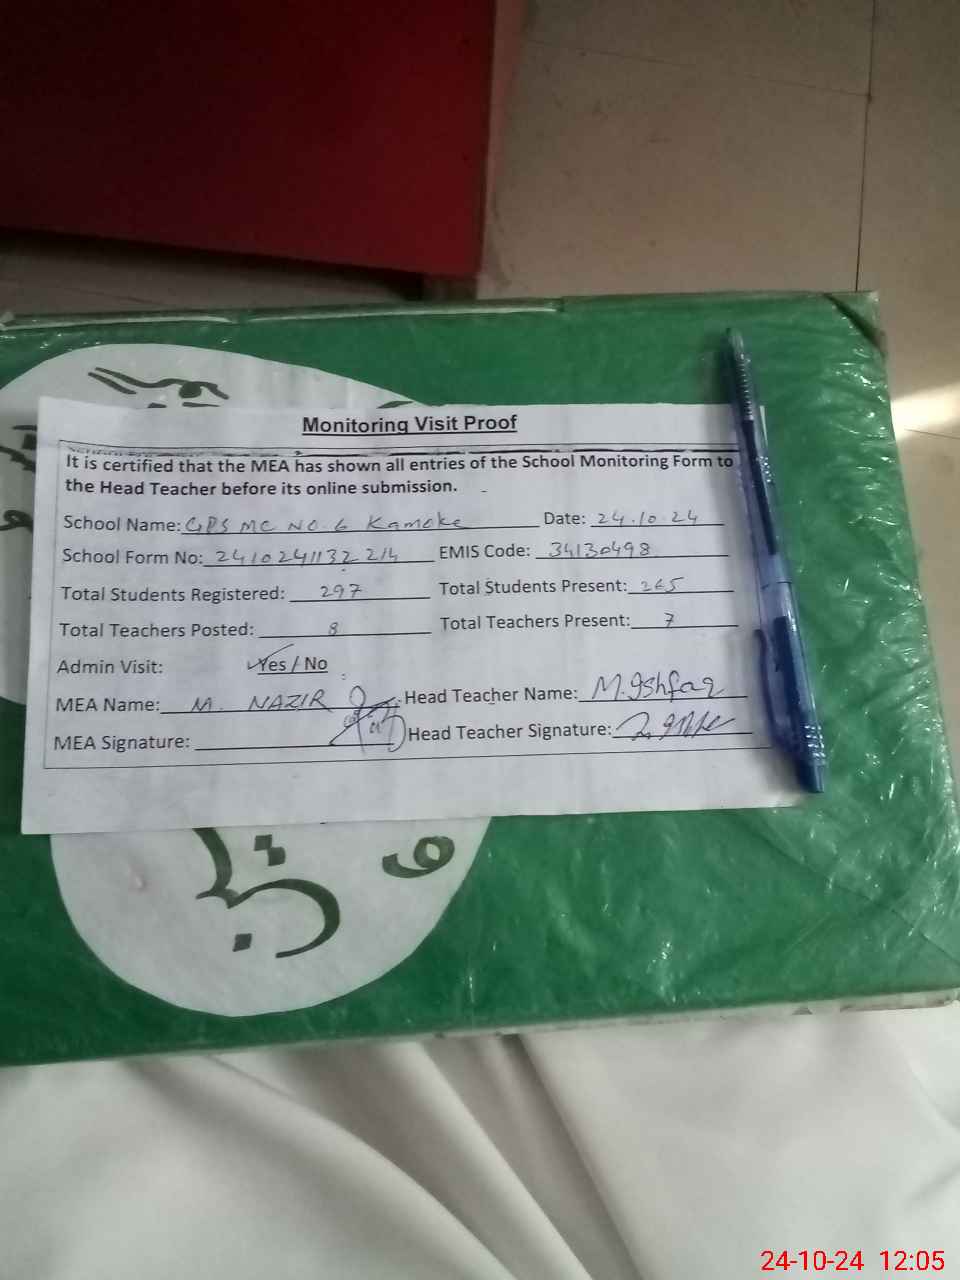 Monitoring Visit Proof
It is certified that the MEA has shown all entries of the School Monitoring Form to
the Head Teacher before its online submission.
School Name: GPS MC NO. 6 Kamoke Date: 24.10.24
School Form No: 2410241132214 EMIS Code: 34130498
Total Students Registered: 297 Total Students Present: 265
Total Teachers Posted: 8 Total Teachers Present: 7
Admin Visit: Yes / No
MEA Name: M. NAZIR Head Teacher Name: M. Ishfaq
MEA Signature: Head Teacher Signature:
24-10-24 12:05